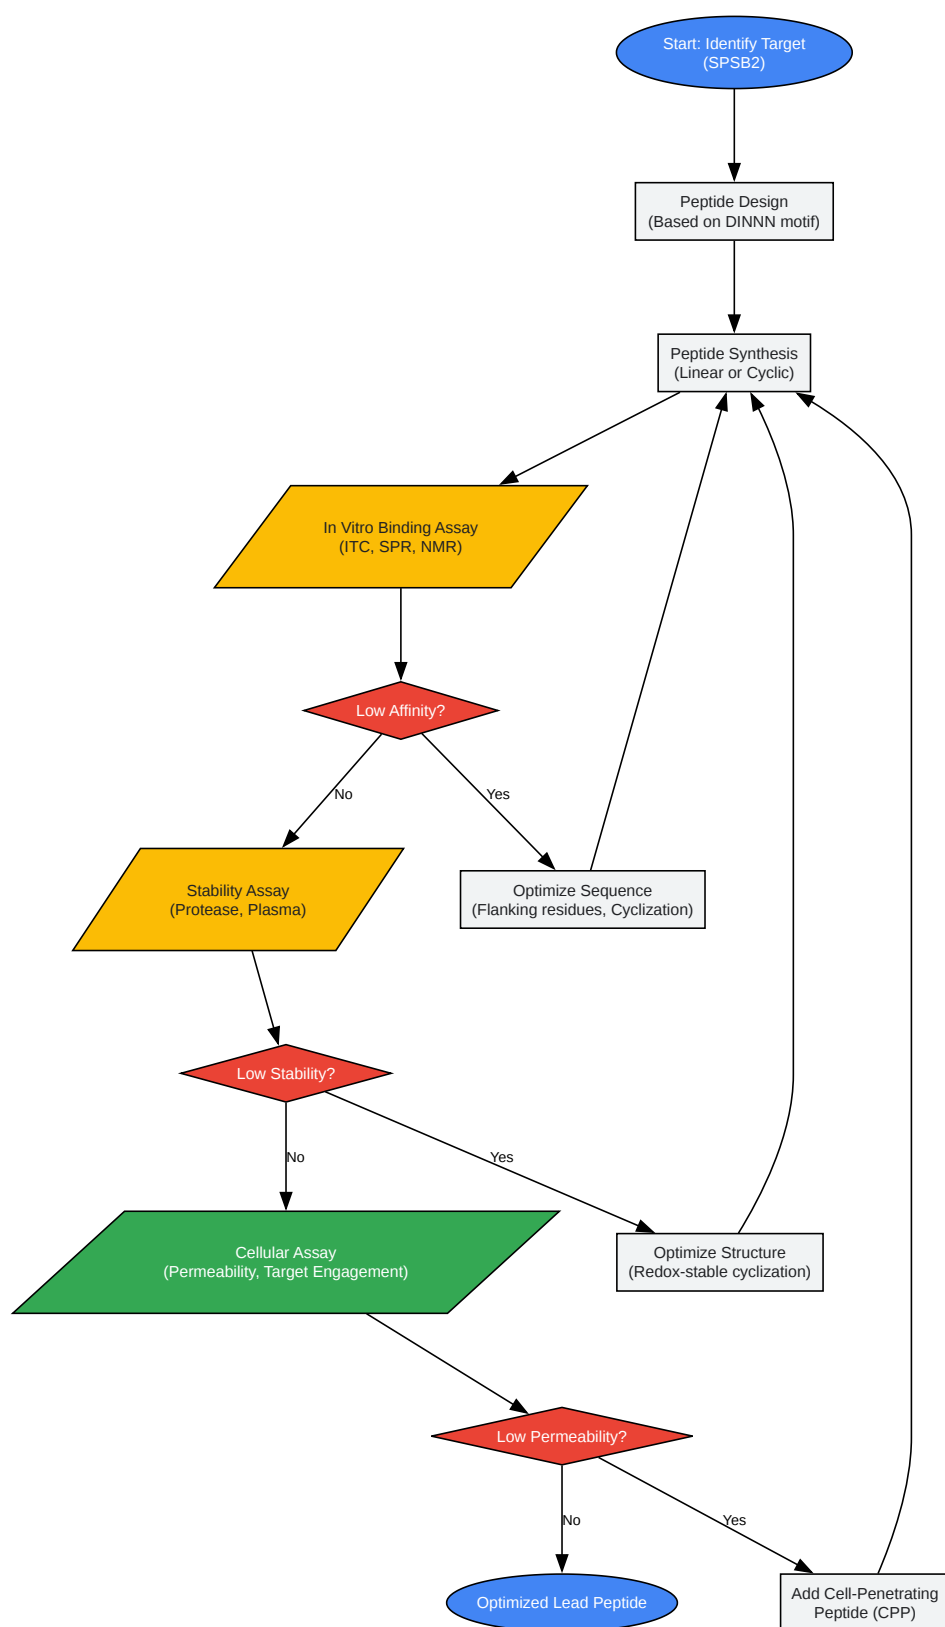 Start: Identify Target
(SPSB2)
Peptide Design
(Based on DINNN motif)
Peptide Synthesis
(Linear or Cyclic)
In Vitro Binding Assay
(ITC, SPR, NMR)
Low Affinity?
No
Yes
Stability Assay
(Protease, Plasma)
Optimize Sequence
(Flanking residues, Cyclization)
Low Stability?
No
Yes
Cellular Assay
(Permeability, Target Engagement)
Optimize Structure
(Redox-stable cyclization)
Low Permeability?
No
Yes
Optimized Lead Peptide
Add Cell-Penetrating
Peptide (CPP)